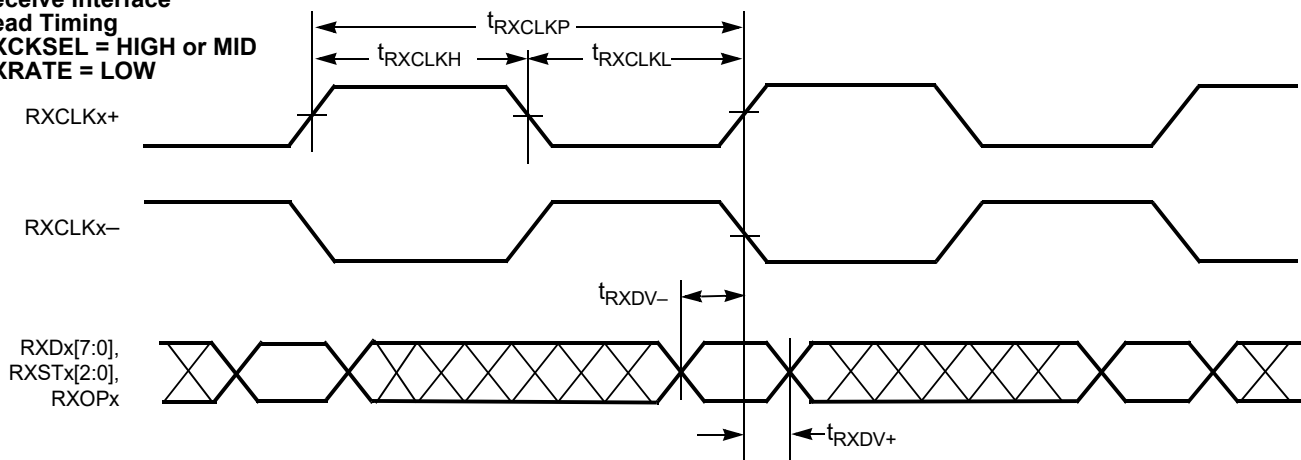 eceive Interface
ead Timing
XCKSEL = HIGH or MID
XRATE = LOW
tRXCLKP
tRXCLKH
tRXCLKL
RXCLKx+
RXCLKx–
tRXDV–
RXDx[7:0],
RXSTx[2:0],
RXOPx
tRXDV+